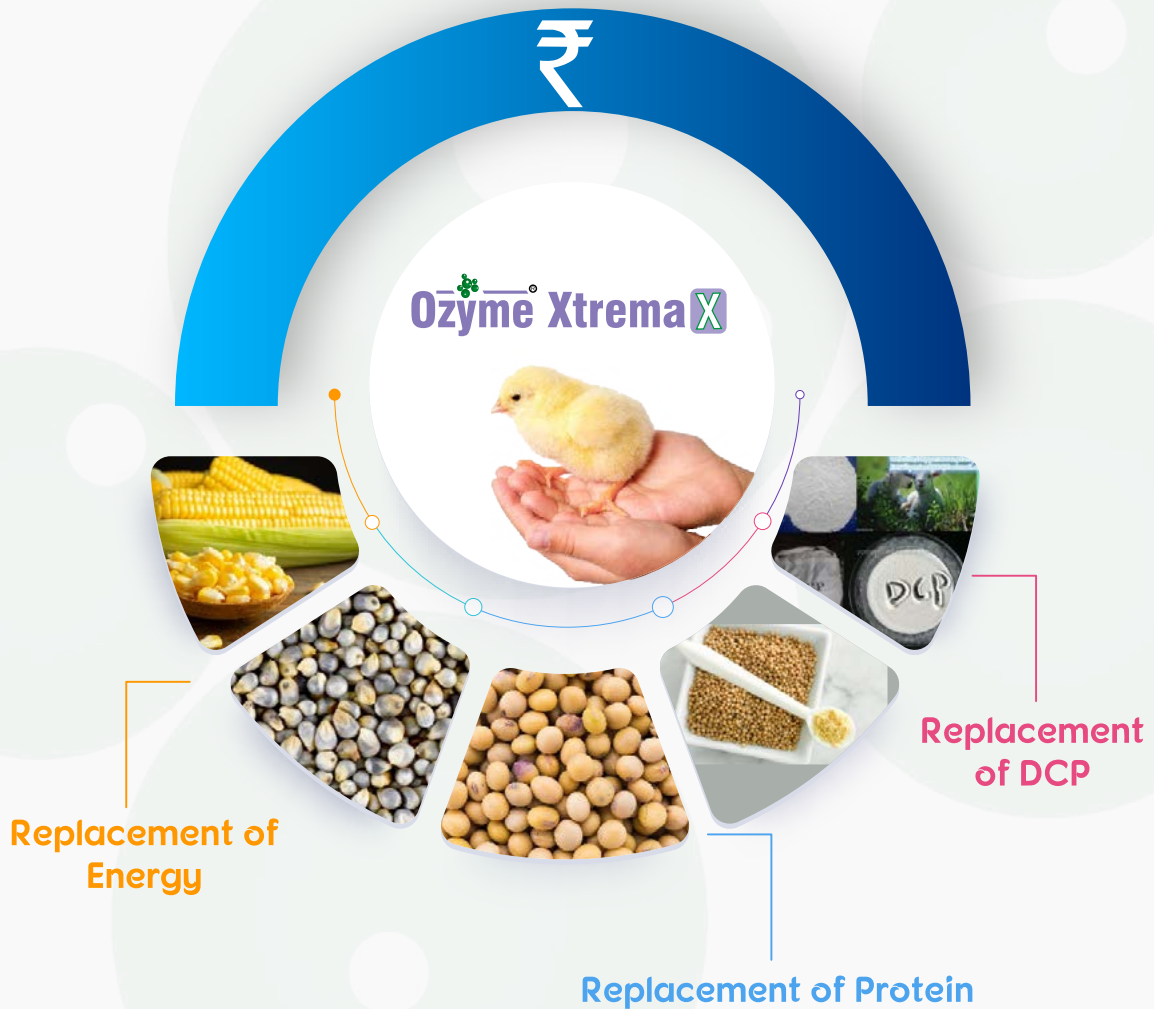 ₹
Ozyme Xtrema X
DCP
Replacement
of DCP
Replacement of
Energy
Replacement of Protein